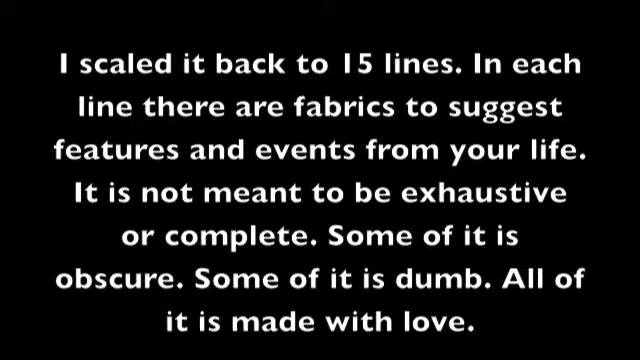 I scaled it back to 15 lines. In each
line there are fabrics to suggest
features and events from your life.
It is not meant to be exhaustive
or complete. Some of it is
obscure. Some of it is dumb. All of
it is made with love.